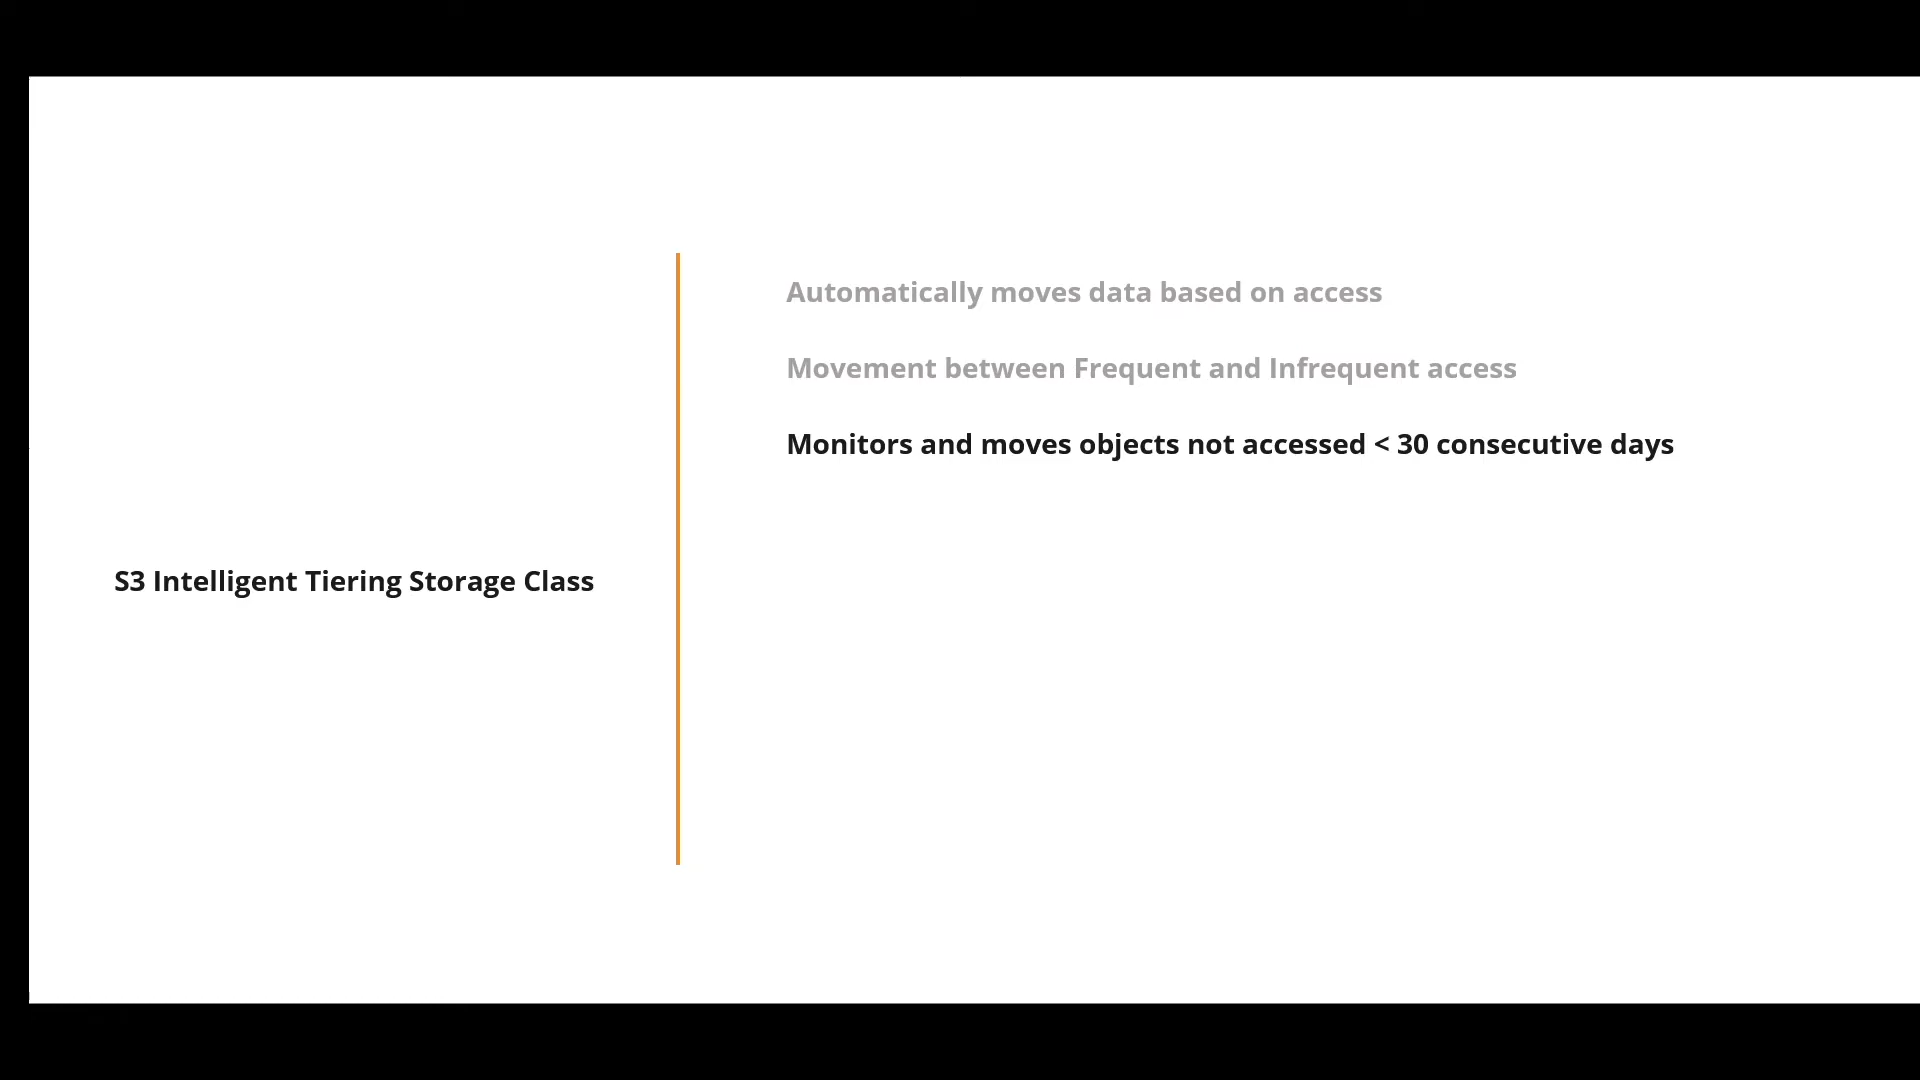 S3 Intelligent Tiering Storage Class
Automatically moves data based on access
Movement between Frequent and Infrequent access
Monitors and moves objects not accessed < 30 consecutive days